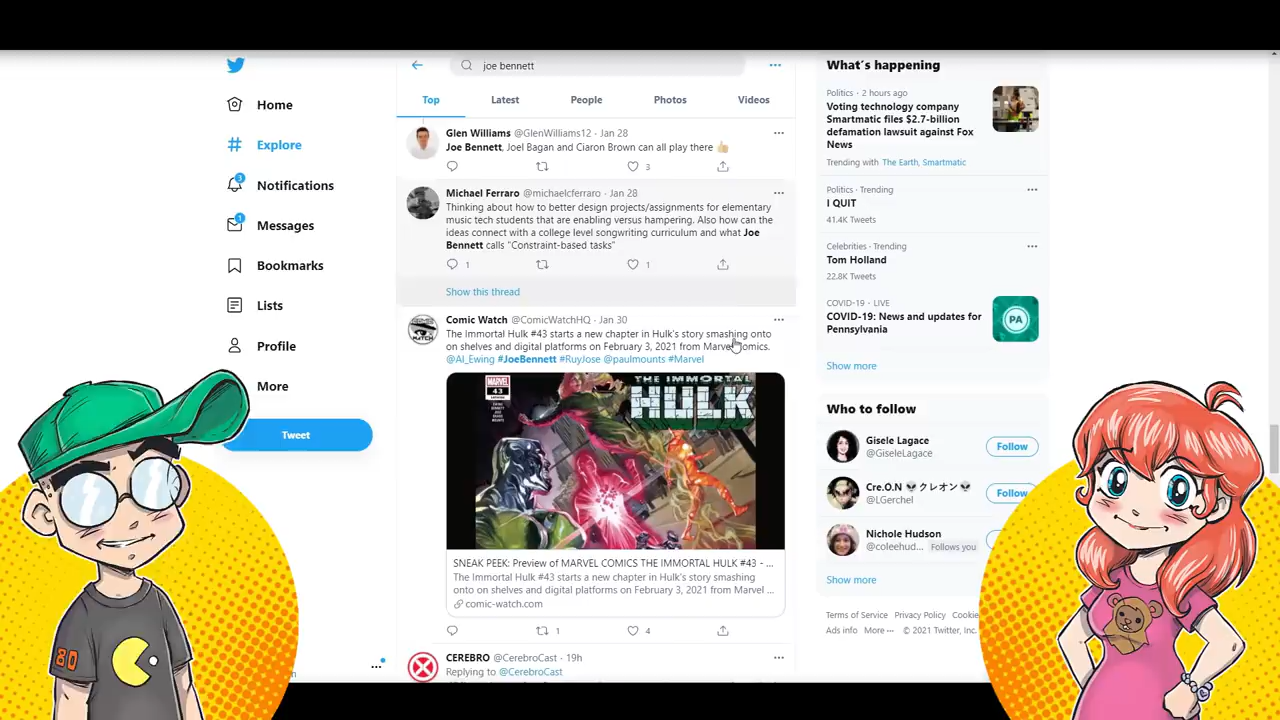 joe bennett
Top
Latest
People
Photos
Videos
Home
Explore
3
Notifications
1
Messages
Bookmarks
Lists
Profile
More
Tweet
Glen Williams @GlenWilliams12 · Jan 28
Joe Bennett, Joel Bagan and Ciaron Brown can all play there 👍
3
Michael Ferraro @michaelcferraro · Jan 28
Thinking about how to better design projects/assignments for elementary
music tech students that are enabling versus hampering. Also how can the
ideas connect with a college level songwriting curriculum and what Joe
Bennett calls "Constraint-based tasks"
1
1
Show this thread
Comic Watch @ComicWatchHQ · Jan 30
The Immortal Hulk #43 starts a new chapter in Hulk's story smashing onto
on shelves and digital platforms on February 3, 2021 from Marvel Comics.
@Al_Ewing #JoeBennett #RuyJose @paulmounts #Marvel
MARVEL
43
THE IMMORTAL
HULK
SNEAK PEEK: Preview of MARVEL COMICS THE IMMORTAL HULK #43 - ...
The Immortal Hulk #43 starts a new chapter in Hulk's story smashing
onto on shelves and digital platforms on February 3, 2021 from Marvel ...
comic-watch.com
1
4
CEREBRO @CerebroCast · 19h
Replying to @CerebroCast
What's happening
Politics · 2 hours ago
Voting technology
company
Smartmatic files $2.7-billion
defamation lawsuit against Fox
News
Trending with The Earth, Smartmatic
Politics · Trending
I QUIT
41.4K Tweets
Celebrities · Trending
Tom Holland
22.8K Tweets
COVID-19 · LIVE
COVID-19: News and updates for
Pennsylvania
PA
Show more
Who to follow
Gisele Lagace
@GiseleLagace
Follow
Cre.O.N 👽クレオン👽
@LGerchel
Follow
Nichole Hudson
@coleehud... Follows you
Show more
Terms of Service Privacy Policy Cookie
Ads info More ··· © 2021 Twitter, Inc.
80